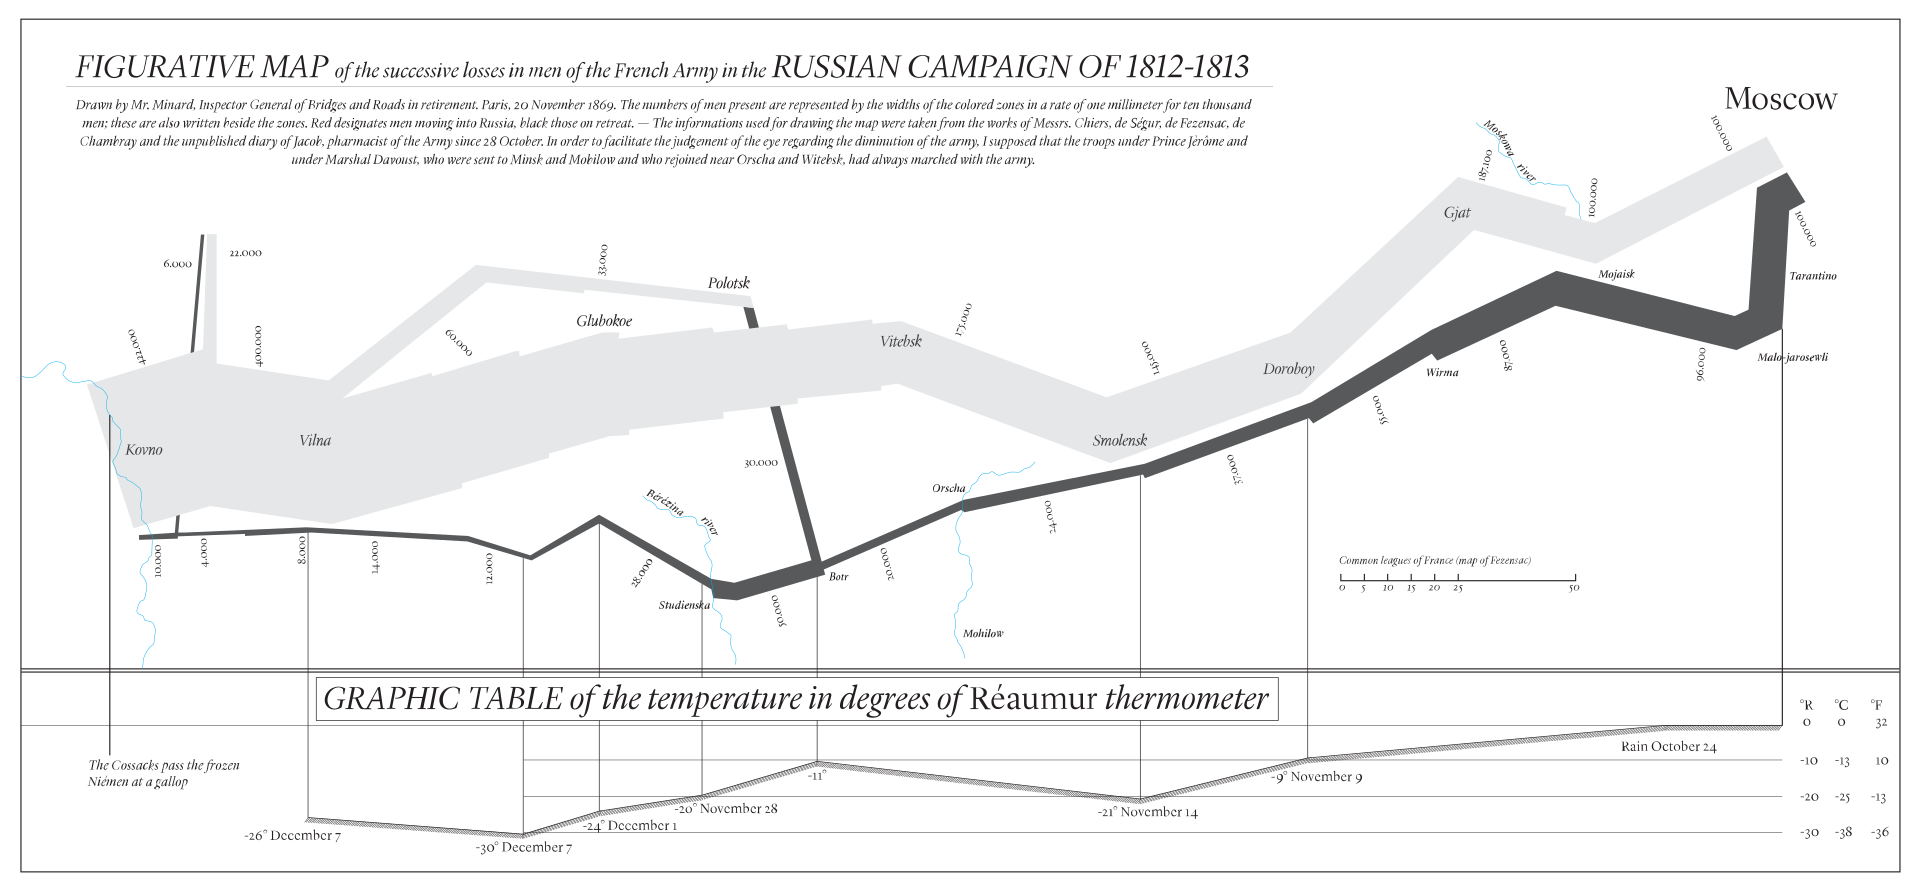 FIGURATIVE MAP of the successive losses in men of the French Army in the RUSSIAN CAMPAIGN OF 1812-1813
Drawn by Mr. Minard, Inspector General of Bridges and Roads in retirement. Paris, 20 November 1869. The numbers of men present are represented by the widths of the colored zones in a rate of one millimeter for ten thousand
men; these are also written beside the zones. Red designates men moving into Russia, black those on retreat. — The informations used for drawing the map were taken from the works of Messrs. Chiers, de Ségur, de Fezensac, de
Chambray and the unpublished diary of Jacob, pharmacist of the Army since 28 October. In order to facilitate the judgement of the eye regarding the diminution of the army, I supposed that the troops under Prince Jèrôme and
under Marshal Davoust, who were sent to Minsk and Mobilow and who rejoined near Orscha and Witebsk, had always marched with the army.
Moscow
100.000
Moskowa river
187.100
100.000
Gjat
100.000
6.000
22.000
33.000
Polotsk
Mojaisk
Tarantino
Glubokoe
422.000
400.000
60.000
175.000
Vitebsk
145.000
Doroboy
Wirma
87.000
96.000
Malo-jarosewli
55.000
Kovno
Vilna
Smolensk
30.000
37.000
Orscha
Bérézina river
24.000
10.000
4.000
8.000
14.000
12.000
28.000
20.000
Botr
Studienska
50.000
Mohilow
Common leagues of France (map of Fezensac)
0 5 10 15 20 25 50
GRAPHIC TABLE of the temperature in degrees of Réaumur thermometer
°R °C °F
0 0 32
-10 -13 10
-20 -25 -13
-30 -38 -36
The Cossacks pass the frozen
Niémen at a gallop
Rain October 24
-9° November 9
-21° November 14
-11°
-20° November 28
-24° December 1
-30° December 7
-26° December 7